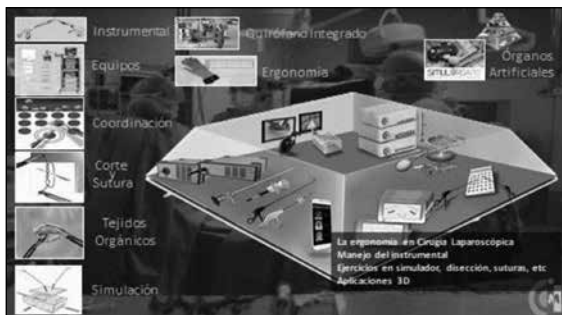 Instrumental
Quirófano Integrado
Equipos
Ergonomía
Órganos
Artificiales
Coordinación
Corte
y
Sutura
Tejidos
Orgánicos
Simulación
La ergonomía en Cirugía Laparoscópica
Manejo del instrumental
Ejercicios en simulador, disección, suturas, etc
Aplicaciones 3D